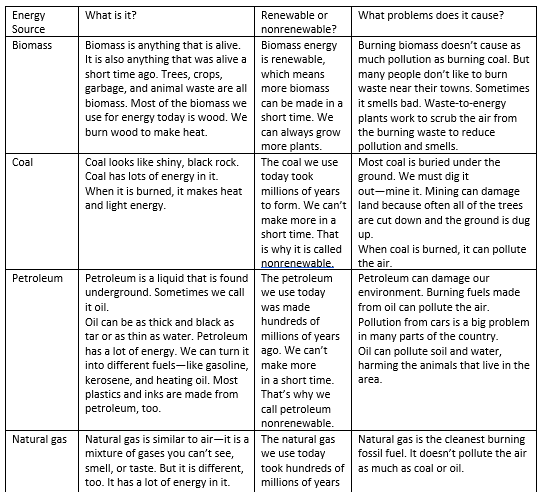 Energy
Source
What is it?
Renewable or
nonrenewable?
What problems does it cause?
Biomass
Biomass is anything that is alive.
It is also anything that was alive a
short time ago. Trees, crops,
garbage, and animal waste are all
biomass. Most of the biomass we
use for energy today is wood. We
burn wood to make heat.
Biomass energy
is renewable,
which means
more biomass
can be made in a
short time. We
can always grow
more plants.
Burning biomass doesn't cause as
much pollution as burning coal. But
many people don't like to burn
waste near their towns. Sometimes
it smells bad. Waste-to-energy
plants work to scrub the air from
the burning waste to reduce
pollution and smells.
Coal
Coal looks like shiny, black rock.
Coal has lots of energy in it.
When it is burned, it makes heat
and light energy.
The coal we use
today took
millions of years
to form. We can't
make more in a
short time. That
is why it is called
nonrenewable.
Most coal is buried under the
ground. We must dig it
out—mine it. Mining can damage
land because often all of the trees
are cut down and the ground is dug
up.
When coal is burned, it can pollute
the air.
Petroleum
Petroleum is a liquid that is found
underground. Sometimes we call
it oil.
Oil can be as thick and black as
tar or as thin as water. Petroleum
has a lot of energy. We can turn it
into different fuels—like gasoline,
kerosene, and heating oil. Most
plastics and inks are made from
petroleum, too.
The petroleum
we use today
was made
hundreds of
millions of years
ago. We can't
make more
in a short time.
That's why we
call petroleum
nonrenewable.
Petroleum can damage our
environment. Burning fuels made
from oil can pollute the air.
Pollution from cars is a big problem
in many parts of the country.
Oil can pollute soil and water,
harming the animals that live in the
area.
Natural gas
Natural gas is similar to air—it is a
mixture of gases you can't see,
smell, or taste. But it is different,
too. It has a lot of energy in it.
The natural gas
we use today
took hundreds of
millions of years
Natural gas is the cleanest burning
fossil fuel. It doesn't pollute the air
as much as coal or oil.